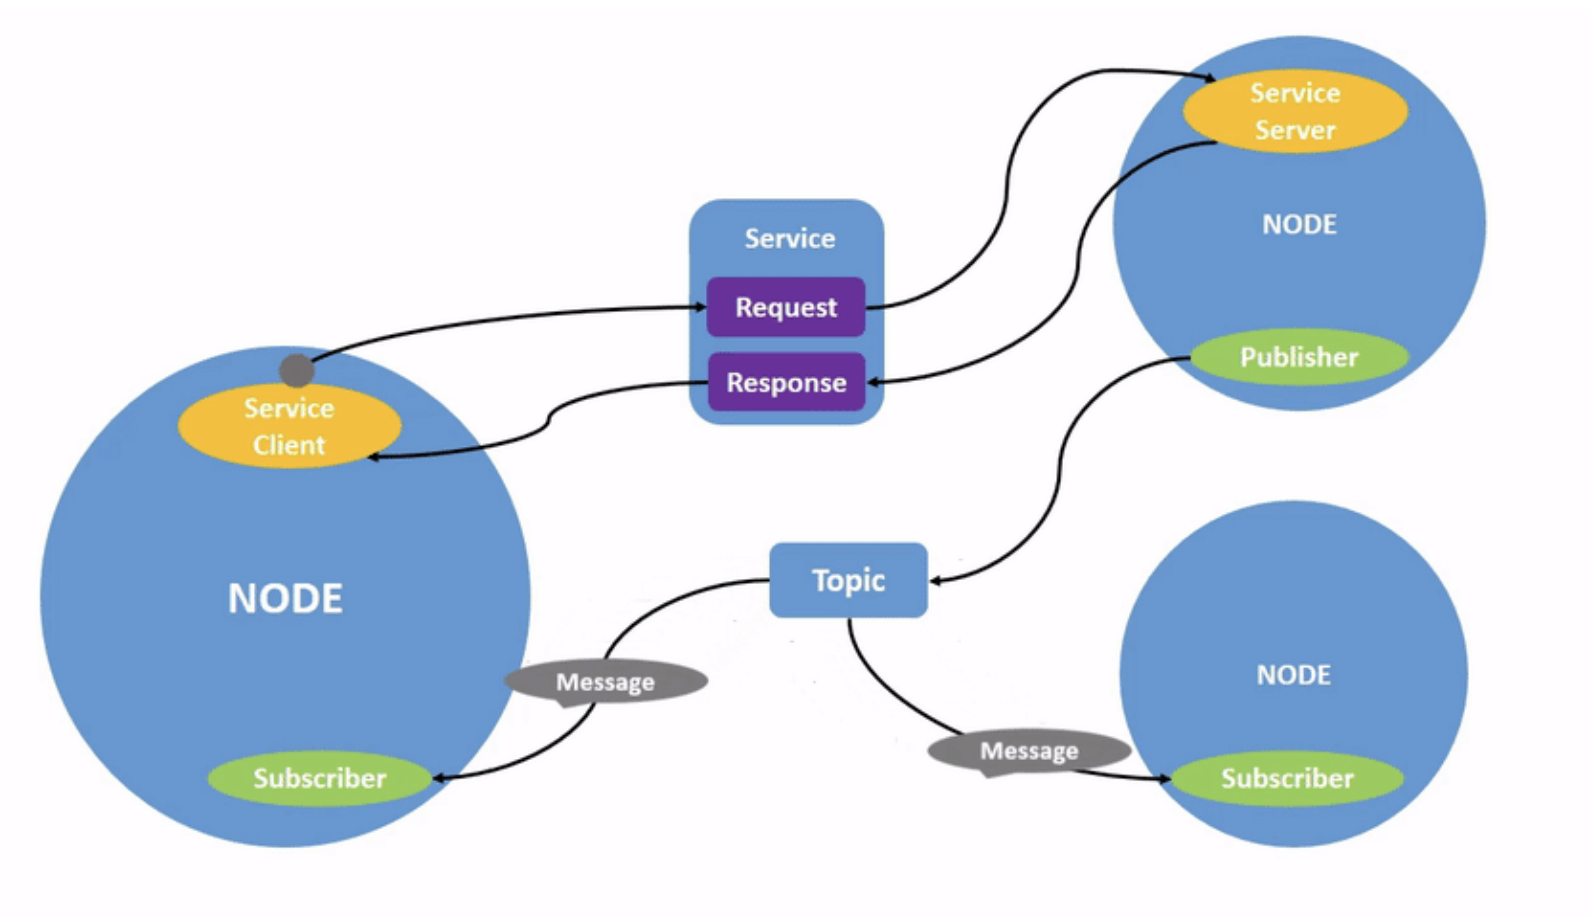 Service
Server
NODE
Service
Request
Publisher
Response
Service
Client
Topic
NODE
Message
NODE
Message
Subscriber
Subscriber